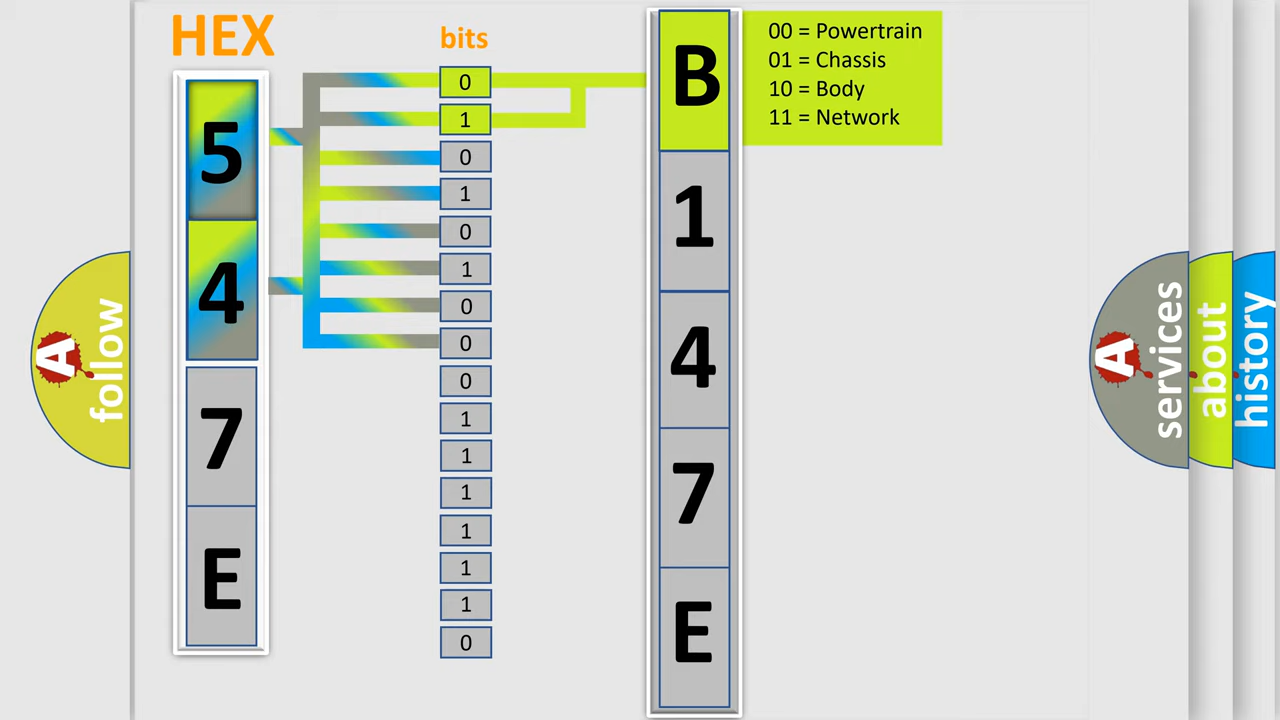 HEX
bits
5
4
7
E
0
1
0
1
0
1
0
0
0
1
1
1
1
1
1
0
B
1
4
7
E
00 = Powertrain
01 = Chassis
10 = Body
11 = Network
A
follow
A
services
about
history